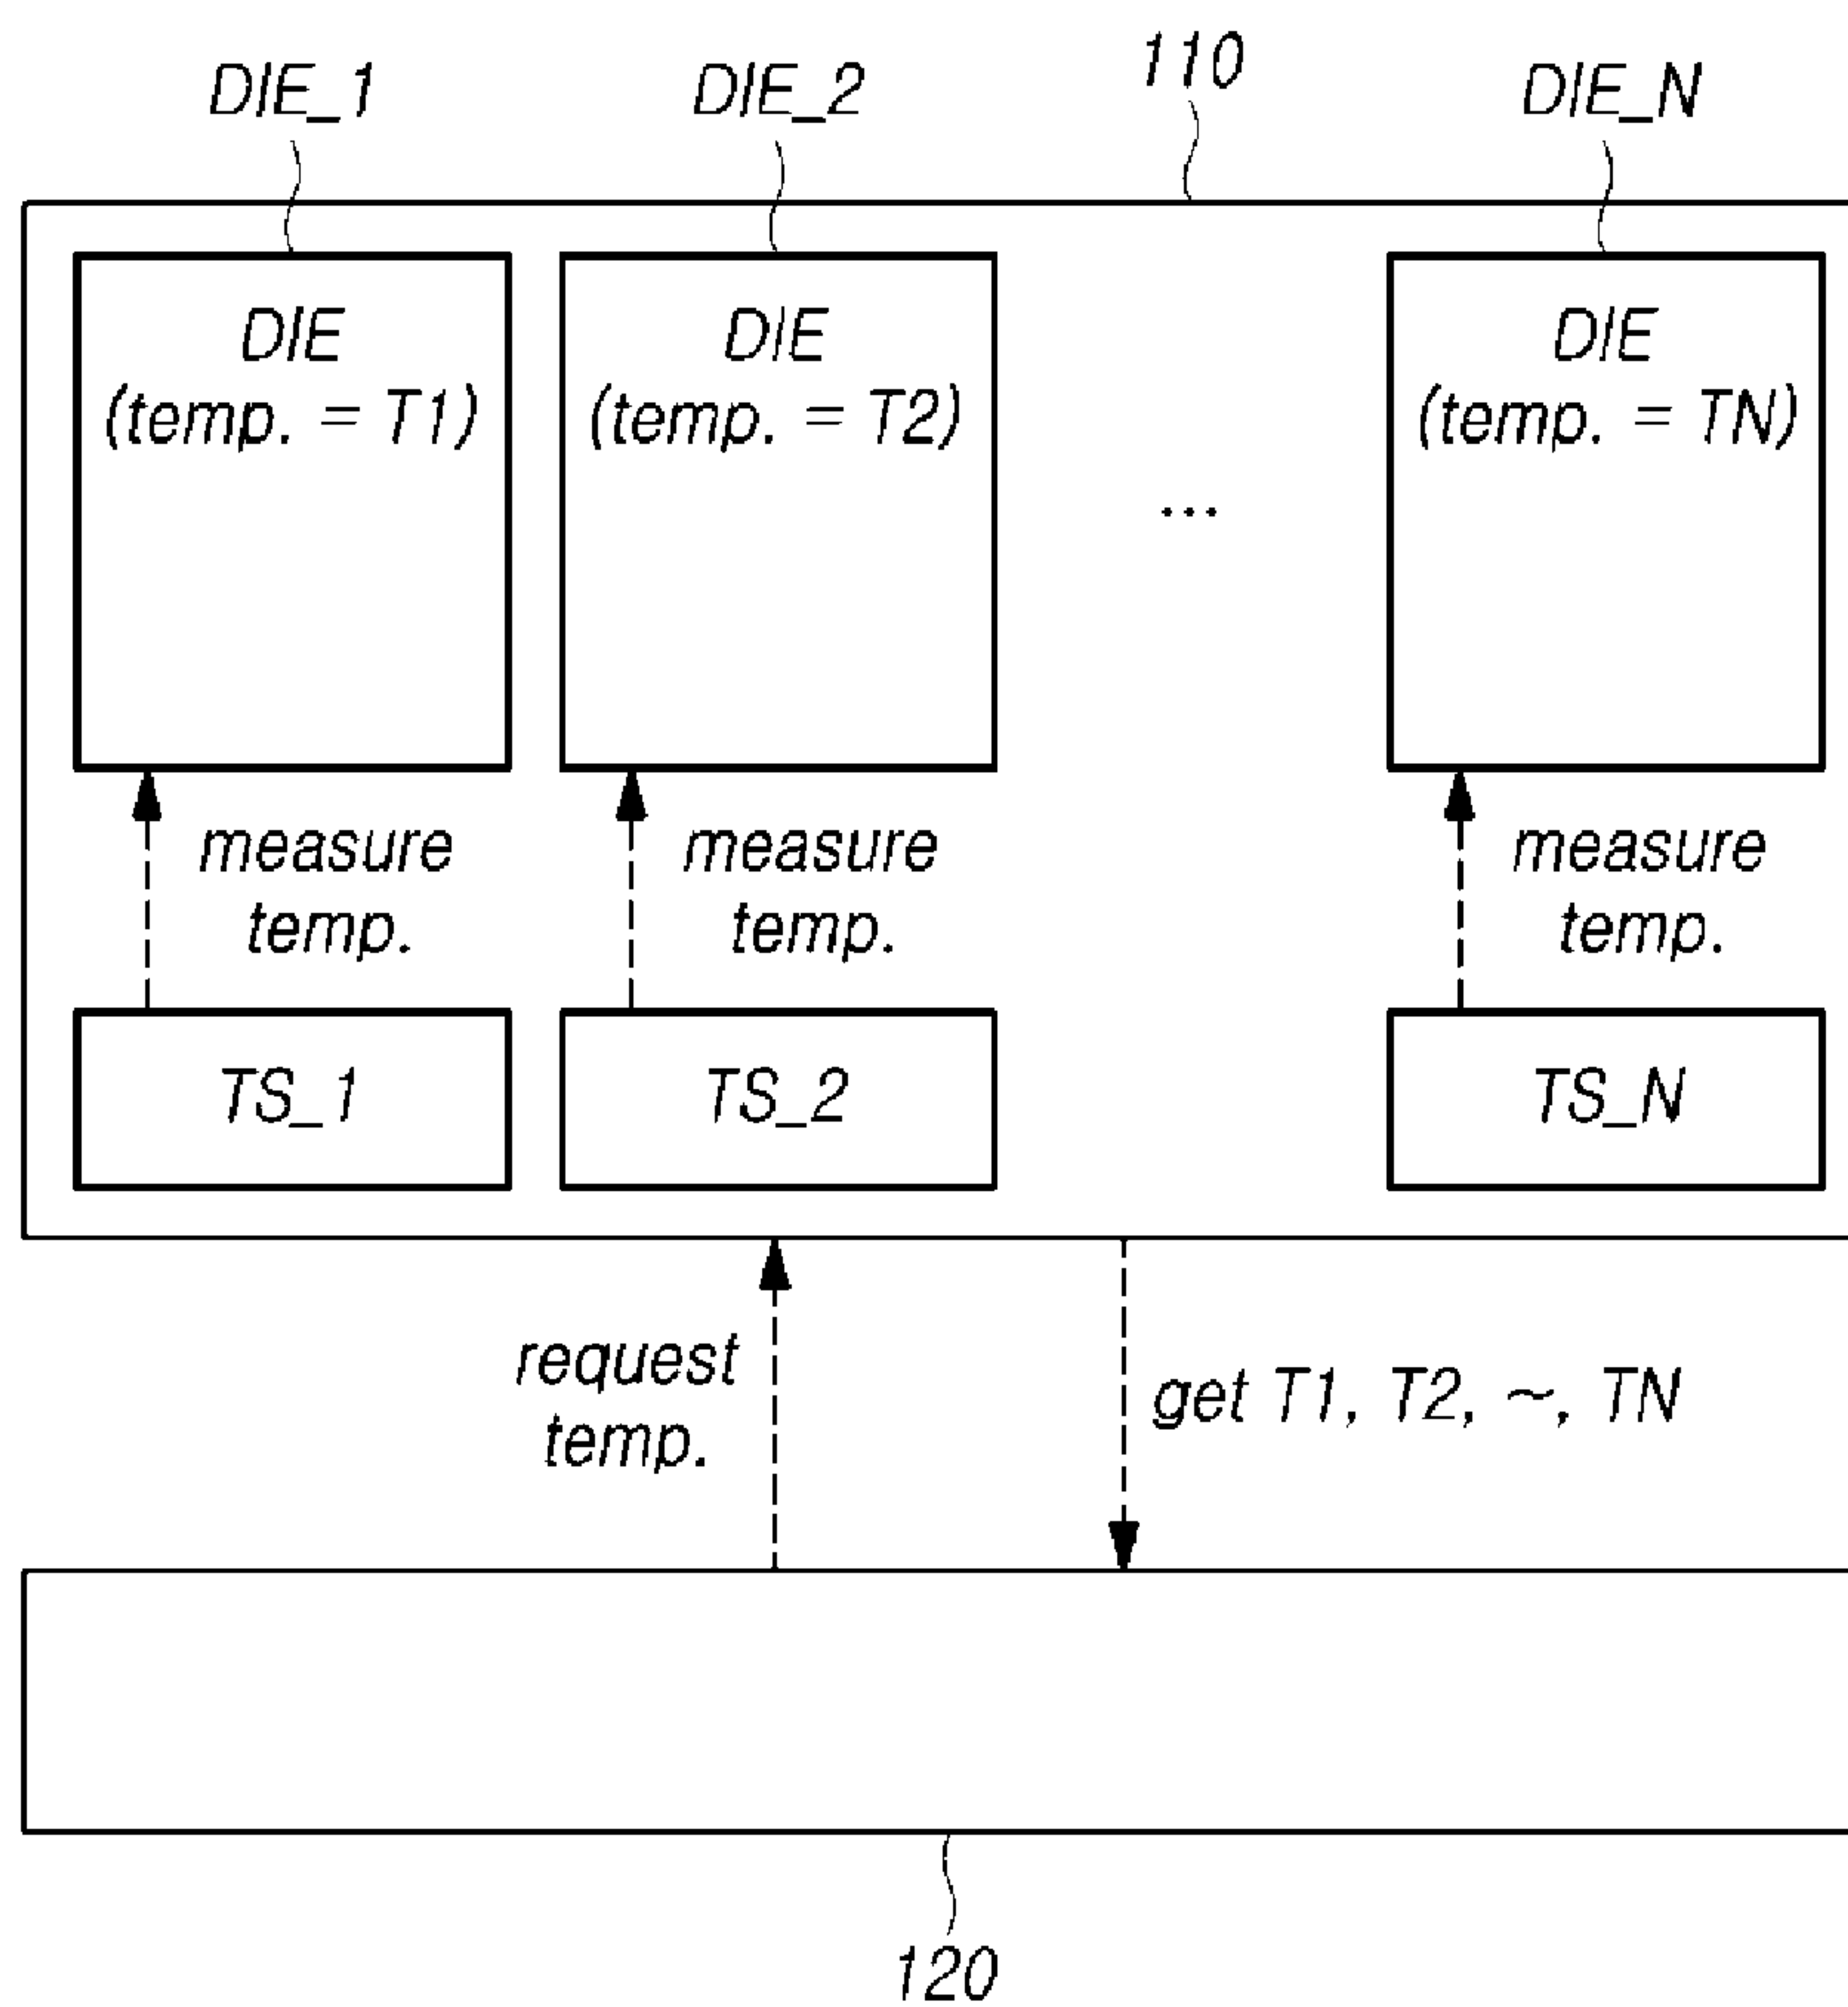 DIE_1
DIE_2
110
DIE_N
DIE
(temp. = T1)
DIE
(temp. = T2)
...
DIE
(temp. = TN)
measure
temp.
measure
temp.
measure
temp.
TS_1
TS_2
TS_N
request
temp.
get T1, T2, ~, TN
120